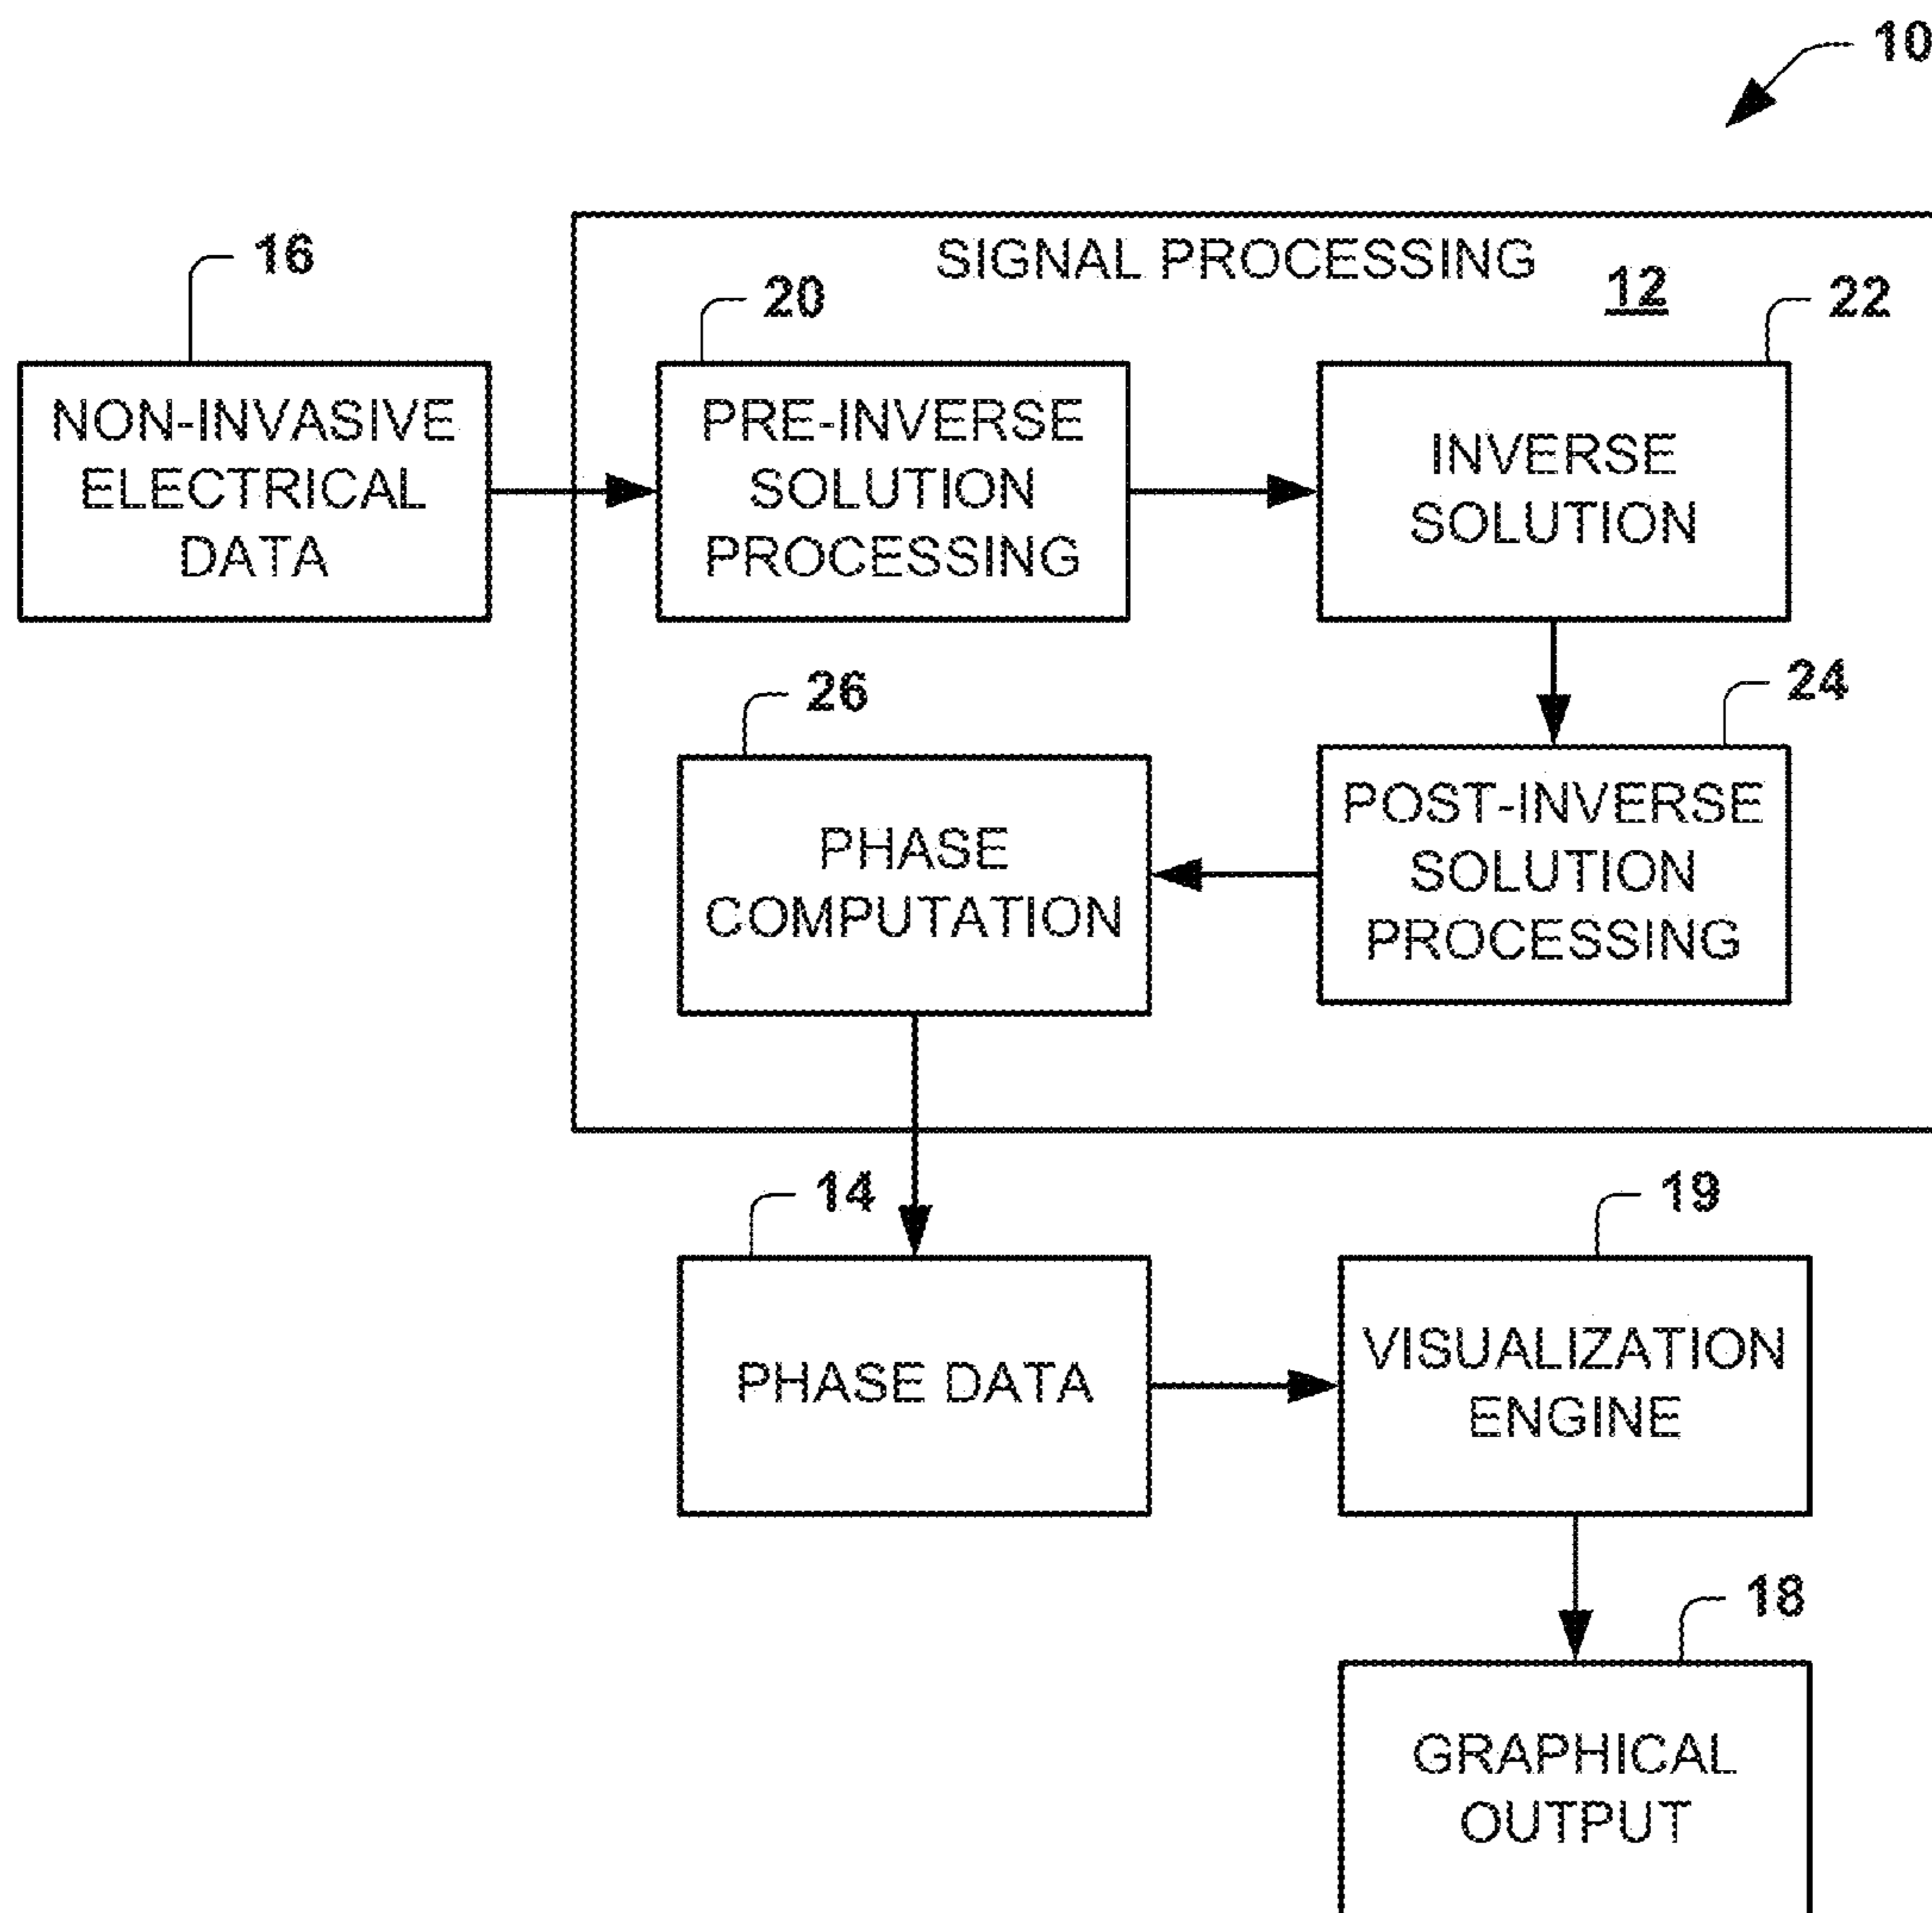 10
16
SIGNAL PROCESSING
12
20
22
NON-INVASIVE
ELECTRICAL
DATA
PRE-INVERSE
SOLUTION
PROCESSING
INVERSE
SOLUTION
26
24
PHASE
COMPUTATION
POST-INVERSE
SOLUTION
PROCESSING
14
19
PHASE DATA
VISUALIZATION
ENGINE
18
GRAPHICAL
OUTPUT